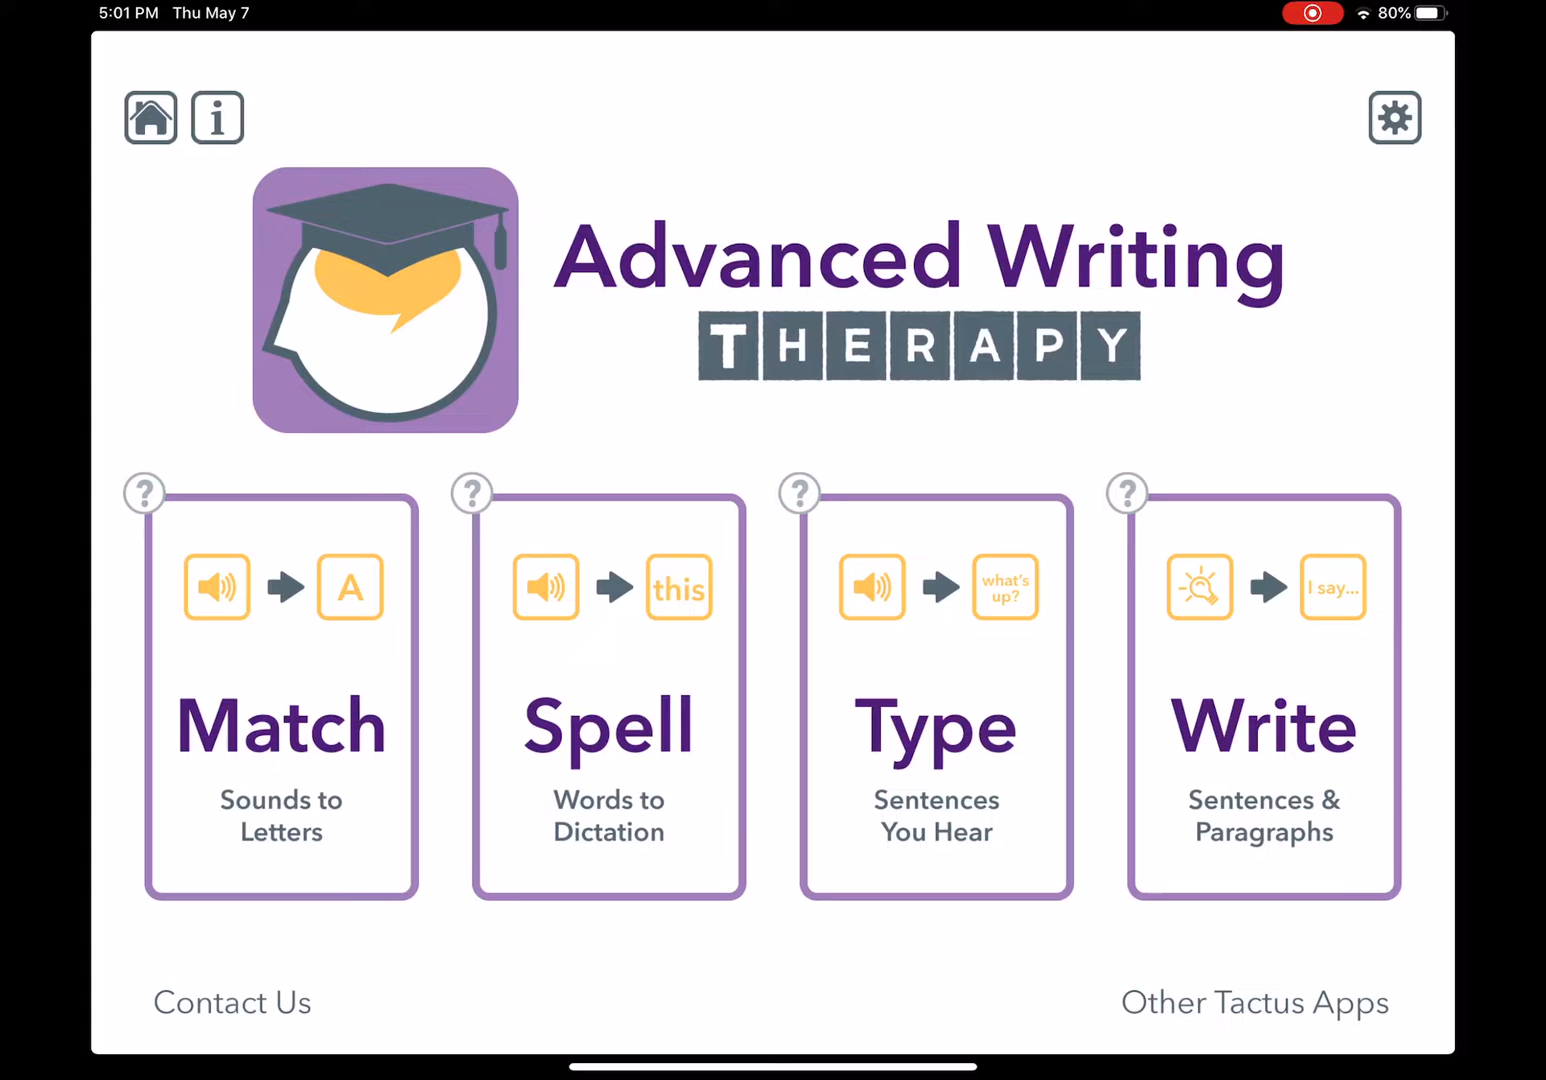 5:01 PM Thu May 7
80%
i
Advanced Writing
THERAPY
? ? ? ?
A
this
what's
up?
I say...
Match
Spell
Type
Write
Sounds to
Letters
Words to
Dictation
Sentences
You Hear
Sentences &
Paragraphs
Contact Us
Other Tactus Apps